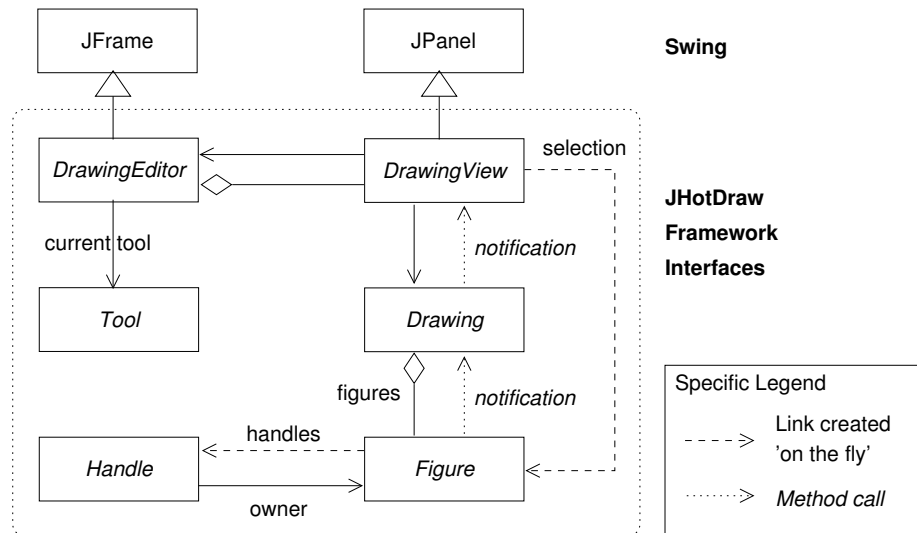 JFrame
JPanel
Swing
DrawingEditor
DrawingView
selection
JHotDraw
Framework
Interfaces
current tool
notification
Tool
Drawing
figures
notification
handles
Handle
Figure
owner
Specific Legend
Link created
'on the fly'
Method call